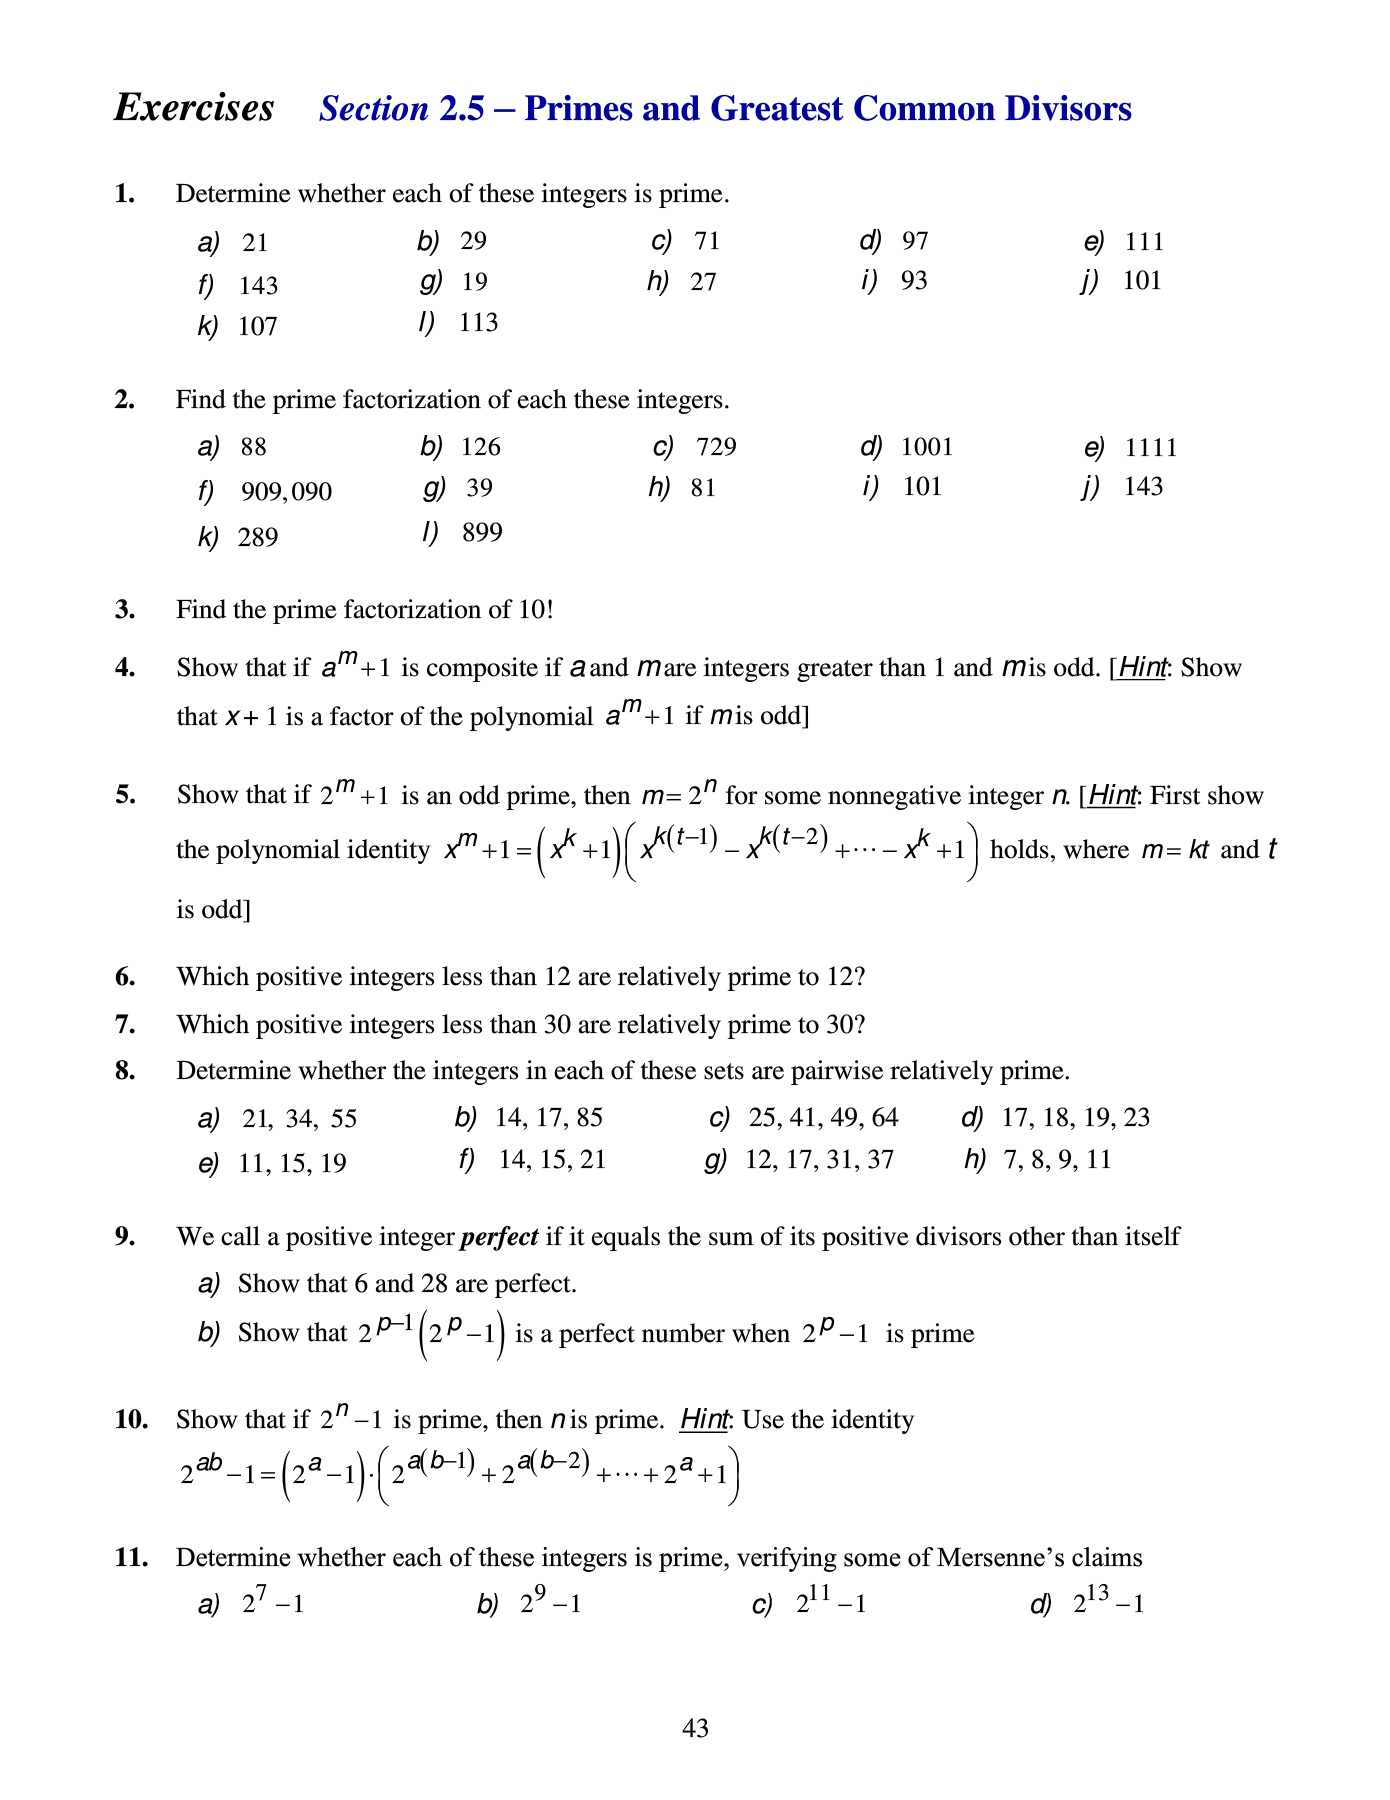 Exercises Section 2.5 – Primes and Greatest Common Divisors
1. Determine whether each of these integers is prime.
a) 21 b) 29 c) 71 d) 97 e) 111
f) 143 g) 19 h) 27 i) 93 j) 101
k) 107 l) 113
2. Find the prime factorization of each these integers.
a) 88 b) 126 c) 729 d) 1001 e) 1111
f) 909,090 g) 39 h) 81 i) 101 j) 143
k) 289 l) 899
3. Find the prime factorization of 10!
4. Show that if a^m + 1 is composite if a and m are integers greater than 1 and m is odd. [Hint: Show
that x + 1 is a factor of the polynomial a^m + 1 if m is odd]
5. Show that if 2^m + 1 is an odd prime, then m = 2^n for some nonnegative integer n. [Hint: First show
the polynomial identity x^m + 1 = (x^k + 1)(x^{k(t−1)} − x^{k(t−2)} + ⋯ − x^k + 1) holds, where m = kt and t
is odd]
6. Which positive integers less than 12 are relatively prime to 12?
7. Which positive integers less than 30 are relatively prime to 30?
8. Determine whether the integers in each of these sets are pairwise relatively prime.
a) 21, 34, 55 b) 14, 17, 85 c) 25, 41, 49, 64 d) 17, 18, 19, 23
e) 11, 15, 19 f) 14, 15, 21 g) 12, 17, 31, 37 h) 7, 8, 9, 11
9. We call a positive integer perfect if it equals the sum of its positive divisors other than itself
a) Show that 6 and 28 are perfect.
b) Show that 2^{p−1}(2^p − 1) is a perfect number when 2^p − 1 is prime
10. Show that if 2^n − 1 is prime, then n is prime. Hint: Use the identity
2^{ab} − 1 = (2^a − 1)·(2^{a(b−1)} + 2^{a(b−2)} + ⋯ + 2^a + 1)
11. Determine whether each of these integers is prime, verifying some of Mersenne’s claims
a) 2^7 − 1 b) 2^9 − 1 c) 2^{11} − 1 d) 2^{13} − 1
43